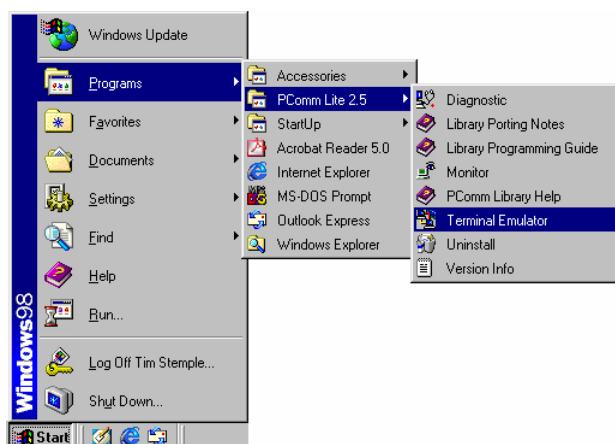 Windows Update
Programs
Favorites
Documents
Settings
Find
Help
Run...
Log Off Tim Stemple...
Shut Down...
Windows98
Start
Accessories
PComm Lite 2.5
StartUp
Acrobat Reader 5.0
Internet Explorer
MS-DOS Prompt
Outlook Express
Windows Explorer
Diagnostic
Library Porting Notes
Library Programming Guide
Monitor
PComm Library Help
Terminal Emulator
Uninstall
Version Info